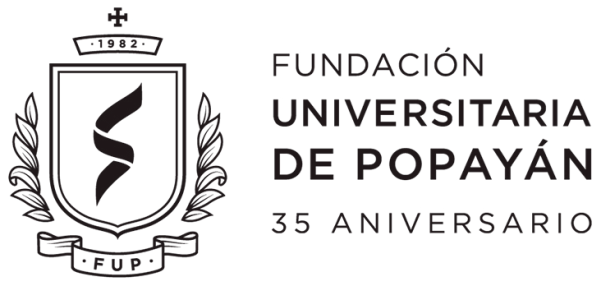 · 1982 ·
FUNDACIÓN
UNIVERSITARIA
DE POPAYÁN
35 ANIVERSARIO
· FUP ·